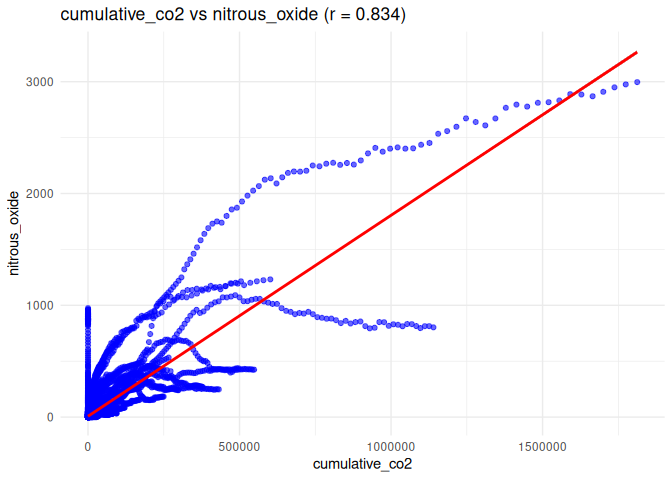 cumulative_co2 vs nitrous_oxide (r = 0.834)
3000
2000
1000
0
nitrous_oxide
0 500000 1000000 1500000
cumulative_co2